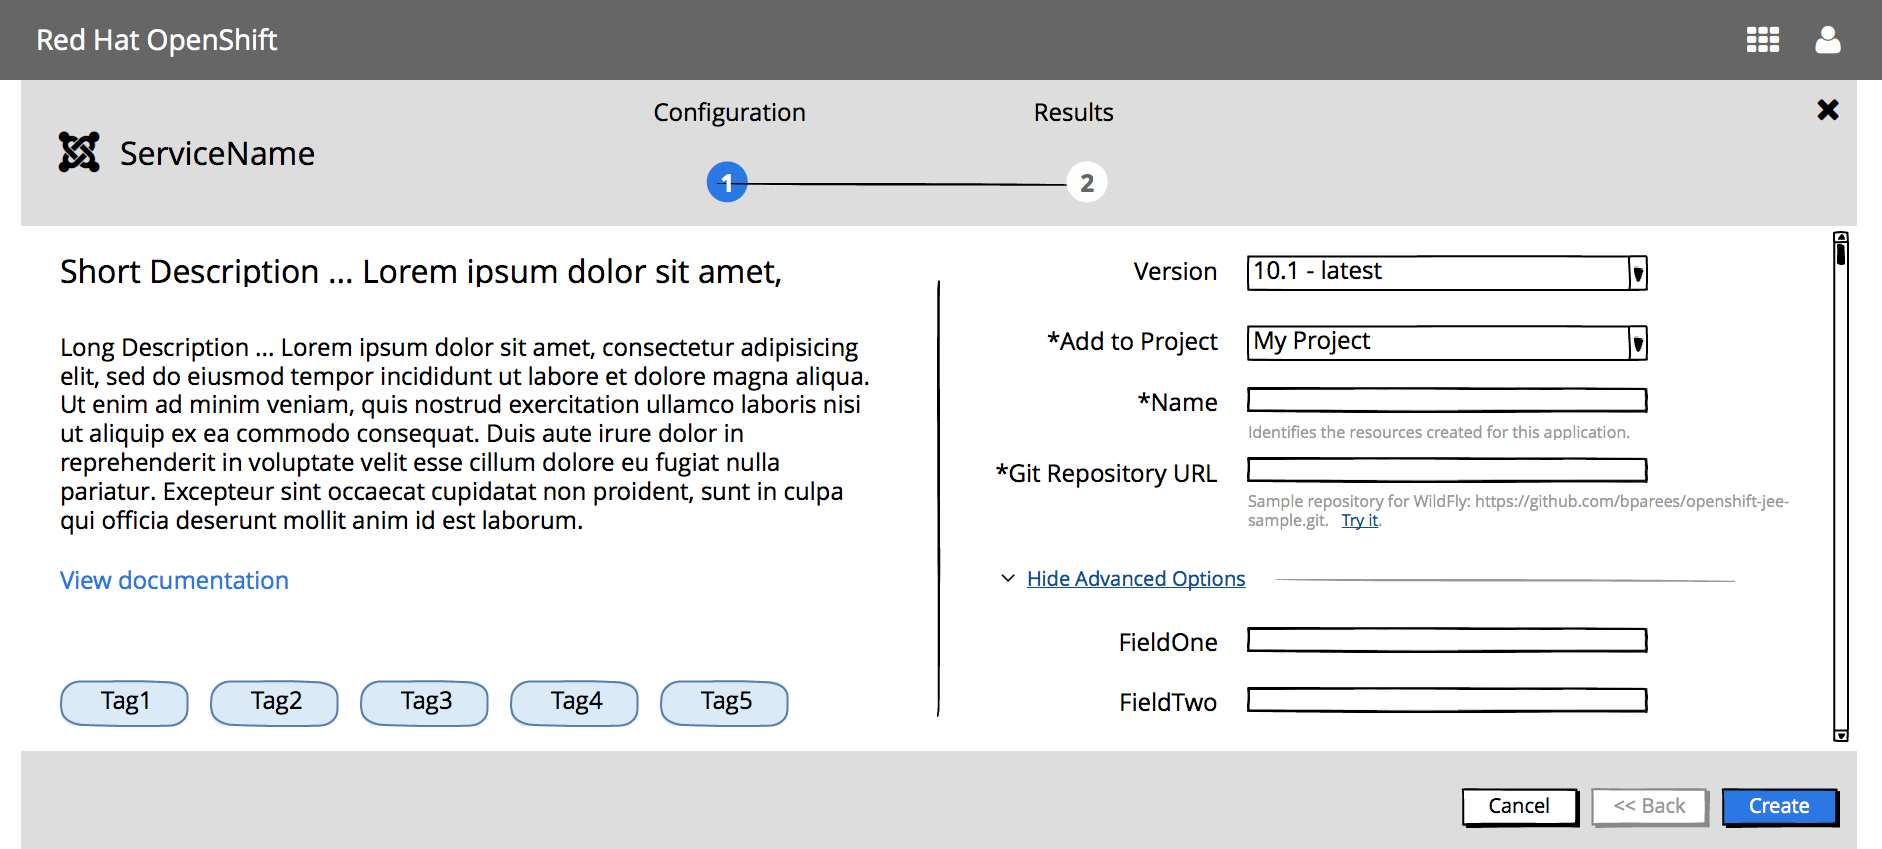 Red Hat OpenShift
ServiceName
Configuration
Results
1
2
Short Description ... Lorem ipsum dolor sit amet,
Long Description ... Lorem ipsum dolor sit amet, consectetur adipisicing
elit, sed do eiusmod tempor incididunt ut labore et dolore magna aliqua.
Ut enim ad minim veniam, quis nostrud exercitation ullamco laboris nisi
ut aliquip ex ea commodo consequat. Duis aute irure dolor in
reprehenderit in voluptate velit esse cillum dolore eu fugiat nulla
pariatur. Excepteur sint occaecat cupidatat non proident, sunt in culpa
qui officia deserunt mollit anim id est laborum.
View documentation
Tag1
Tag2
Tag3
Tag4
Tag5
Version
10.1 - latest
*Add to Project
My Project
*Name
Identifies the resources created for this application.
*Git Repository URL
Sample repository for WildFly: https://github.com/bparees/openshift-jee-
sample.git. Try it.
Hide Advanced Options
FieldOne
FieldTwo
Cancel
<< Back
Create